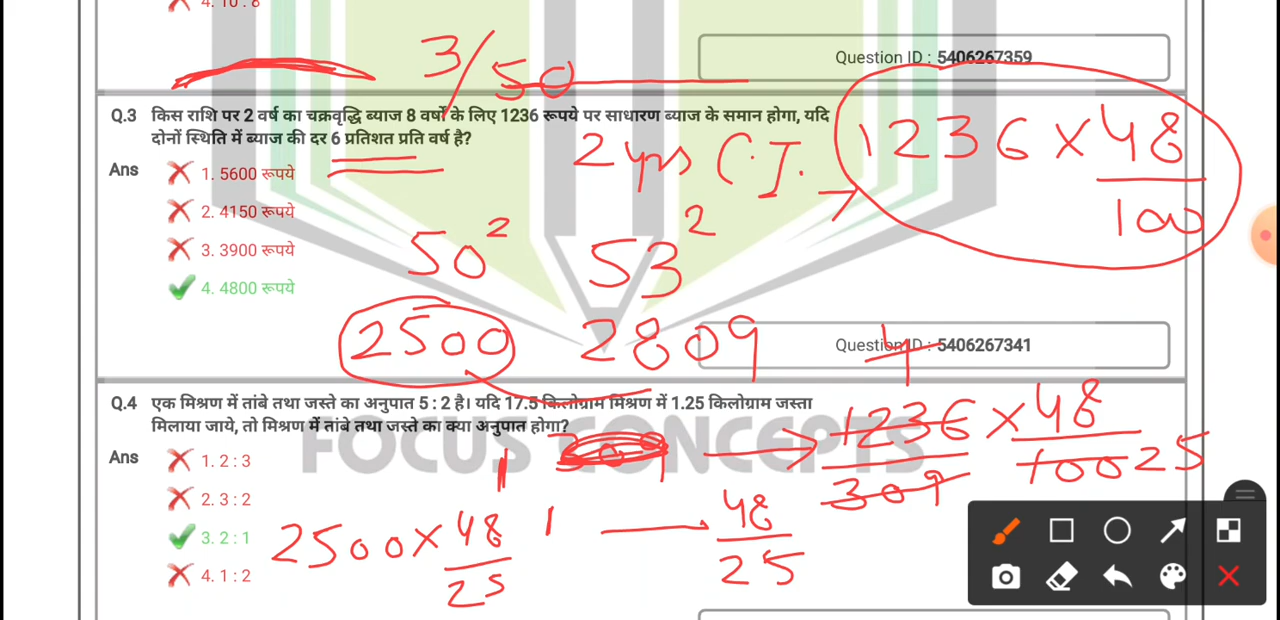 4. 10 : 8
3/50
Question ID : 5406267359
Q.3 किस राशि पर 2 वर्ष का चक्रवृद्धि ब्याज 8 वर्षों के लिए 1236 रूपये पर साधारण ब्याज के समान होगा, यदि
दोनों स्थिति में ब्याज की दर 6 प्रतिशत प्रति वर्ष है?
2 yrs C.I. → 1236 × 48/100
Ans
1. 5600 रूपये
2. 4150 रूपये
3. 3900 रूपये
4. 4800 रूपये
50² 53²
2500 2809
Question ID : 5406267341
4
Q.4 एक मिश्रण में तांबे तथा जस्ते का अनुपात 5 : 2 है। यदि 17.5 किलोग्राम मिश्रण में 1.25 किलोग्राम जस्ता
मिलाया जाये, तो मिश्रण में तांबे तथा जस्ते का क्या अनुपात होगा?
FOCUS CONCEPTS
309 → 1236/309 × 48/100 25
Ans
1. 2 : 3
2. 3 : 2
3. 2 : 1
4. 1 : 2
1 → 48/25
2500 × 48/25